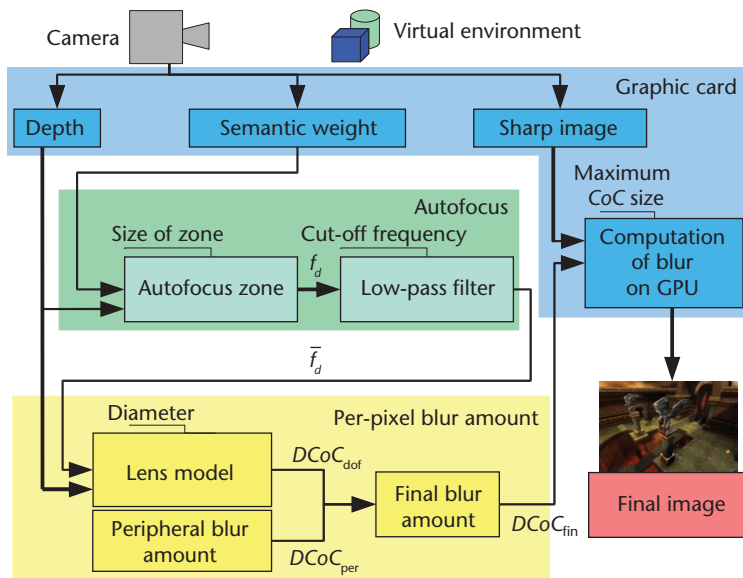 Camera
Virtual environment
Graphic card
Depth
Semantic weight
Sharp image
Maximum
CoC size
Autofocus
Size of zone
Cut-off frequency
Computation
of blur
on GPU
f_d
Autofocus zone
Low-pass filter
f̄_d
Diameter
Per-pixel blur amount
Lens model
DCoC_dof
Final blur
amount
Peripheral blur
amount
DCoC_per
DCoC_fin
Final image